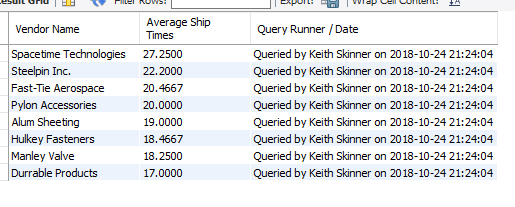 Result Grid Filter Rows: Export: Wrap Cell Content:
Vendor Name Average Ship Times Query Runner / Date
Spacetime Technologies 27.2500 Queried by Keith Skinner on 2018-10-24 21:24:04
Steelpin Inc. 22.2000 Queried by Keith Skinner on 2018-10-24 21:24:04
Fast-Tie Aerospace 20.4667 Queried by Keith Skinner on 2018-10-24 21:24:04
Pylon Accessories 20.0000 Queried by Keith Skinner on 2018-10-24 21:24:04
Alum Sheeting 19.0000 Queried by Keith Skinner on 2018-10-24 21:24:04
Hulkey Fasteners 18.4667 Queried by Keith Skinner on 2018-10-24 21:24:04
Manley Valve 18.2500 Queried by Keith Skinner on 2018-10-24 21:24:04
Durrable Products 17.0000 Queried by Keith Skinner on 2018-10-24 21:24:04